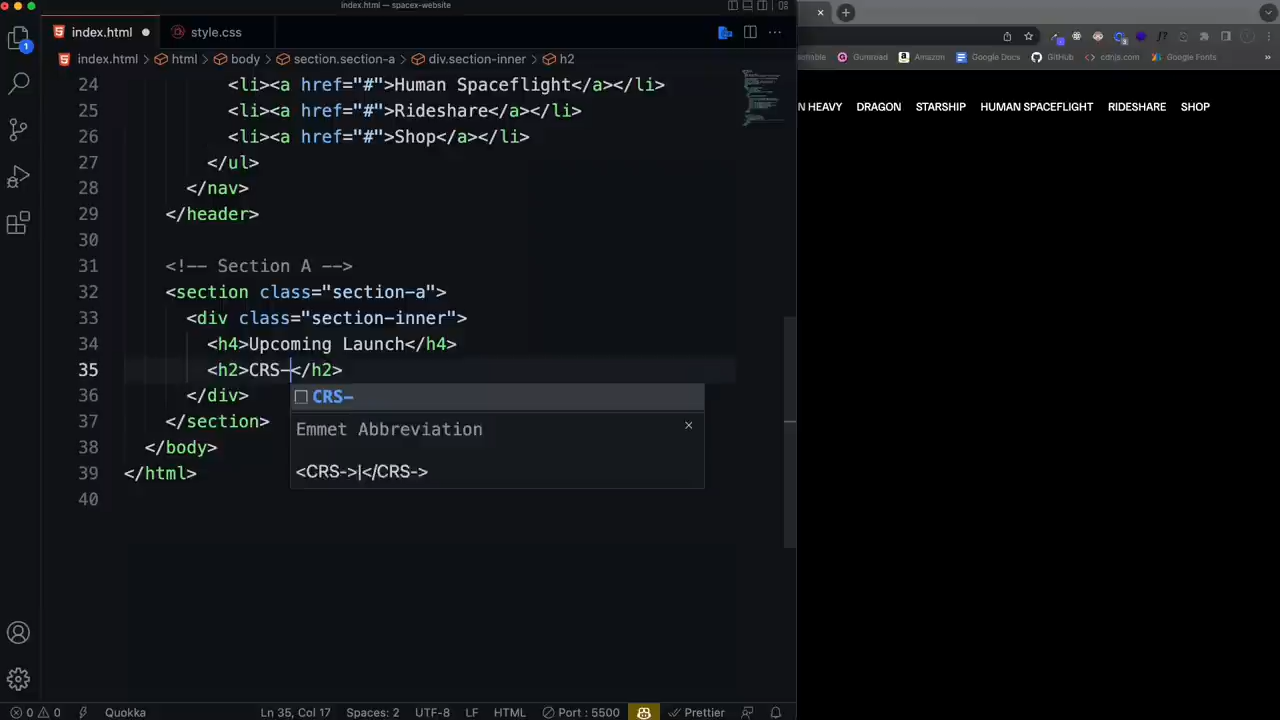 index.html — spacex-website
index.html
style.css
index.html > html > body > section.section-a > div.section-inner > h2
24 <li><a href="#">Human Spaceflight</a></li>
25 <li><a href="#">Rideshare</a></li>
26 <li><a href="#">Shop</a></li>
27 </ul>
28 </nav>
29 </header>
30
31 <!-- Section A -->
32 <section class="section-a">
33 <div class="section-inner">
34 <h4>Upcoming Launch</h4>
35 <h2>CRS-</h2>
36 </div>
37 </section>
38 </body>
39 </html>
40
CRS-
Emmet Abbreviation
<CRS->|</CRS->
1
0 0 Quokka Ln 35, Col 17 Spaces: 2 UTF-8 LF HTML Port : 5500 Prettier
Gumroad Amazon Google Docs GitHub cdnjs.com Google Fonts »
N HEAVY DRAGON STARSHIP HUMAN SPACEFLIGHT RIDESHARE SHOP